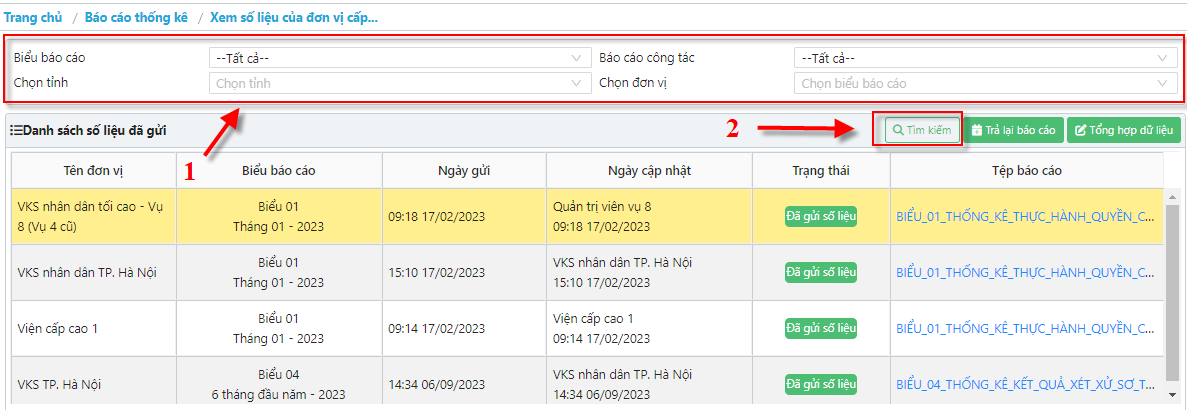 Trang chủ / Báo cáo thống kê / Xem số liệu của đơn vị cấp...
Biểu báo cáo --Tất cả-- Báo cáo công tác --Tất cả--
Chọn tỉnh Chọn tỉnh Chọn đơn vị Chọn biểu báo cáo
Danh sách số liệu đã gửi 2 Tìm kiếm Trả lại báo cáo Tổng hợp dữ liệu
1
Tên đơn vị Biểu báo cáo Ngày gửi Ngày cập nhật Trạng thái Tệp báo cáo
VKS nhân dân tối cao - Vụ Biểu 01 Quản trị viên vụ 8
09:18 17/02/2023 Đã gửi số liệu BIỂU_01_THỐNG_KÊ_THỰC_HÀNH_QUYỀN_C...
8 (Vụ 4 cũ) Tháng 01 - 2023 09:18 17/02/2023
Biểu 01 VKS nhân dân TP. Hà Nội
VKS nhân dân TP. Hà Nội 15:10 17/02/2023 Đã gửi số liệu BIỂU_01_THỐNG_KÊ_THỰC_HÀNH_QUYỀN_C...
Tháng 01 - 2023 15:10 17/02/2023
Biểu 01 Viện cấp cao 1
Viện cấp cao 1 09:14 17/02/2023 Đã gửi số liệu BIỂU_01_THỐNG_KÊ_THỰC_HÀNH_QUYỀN_C...
Tháng 01 - 2023 09:14 17/02/2023
Biểu 04 VKS nhân dân TP. Hà Nội
VKS TP. Hà Nội 14:34 06/09/2023 Đã gửi số liệu BIỂU_04_THỐNG_KÊ_KẾT_QUẢ_XÉT_XỬ_SƠ_T...
6 tháng đầu năm - 2023 14:34 06/09/2023